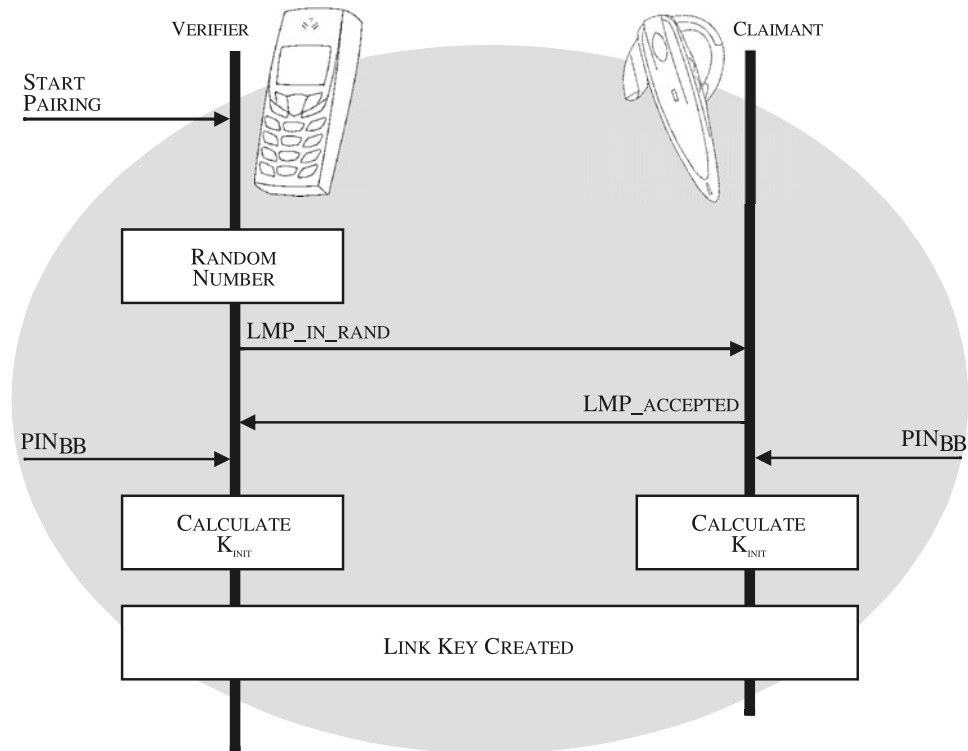 VERIFIER
CLAIMANT
START
PAIRING
RANDOM
NUMBER
LMP_IN_RAND
LMP_ACCEPTED
PINBB
PINBB
CALCULATE
KINIT
CALCULATE
KINIT
LINK KEY CREATED